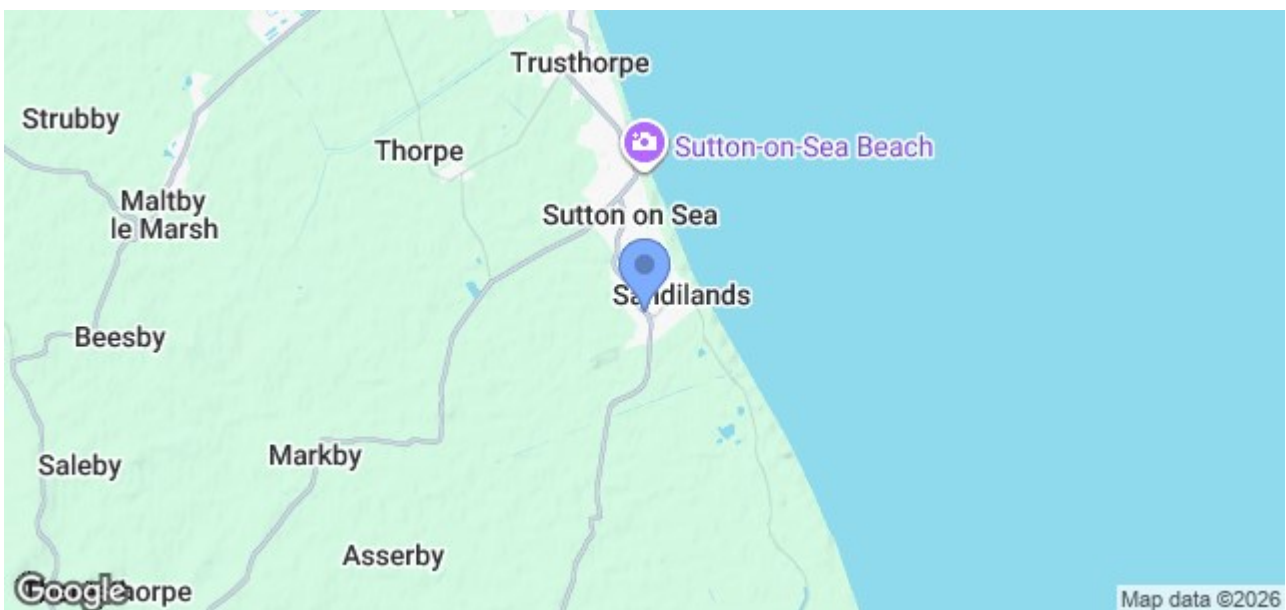 Trusthorpe
Strubby
Sutton-on-Sea Beach
Thorpe
Maltby
le Marsh
Sutton on Sea
Sandilands
Beesby
Markby
Saleby
Asserby
Google
Map data ©2026